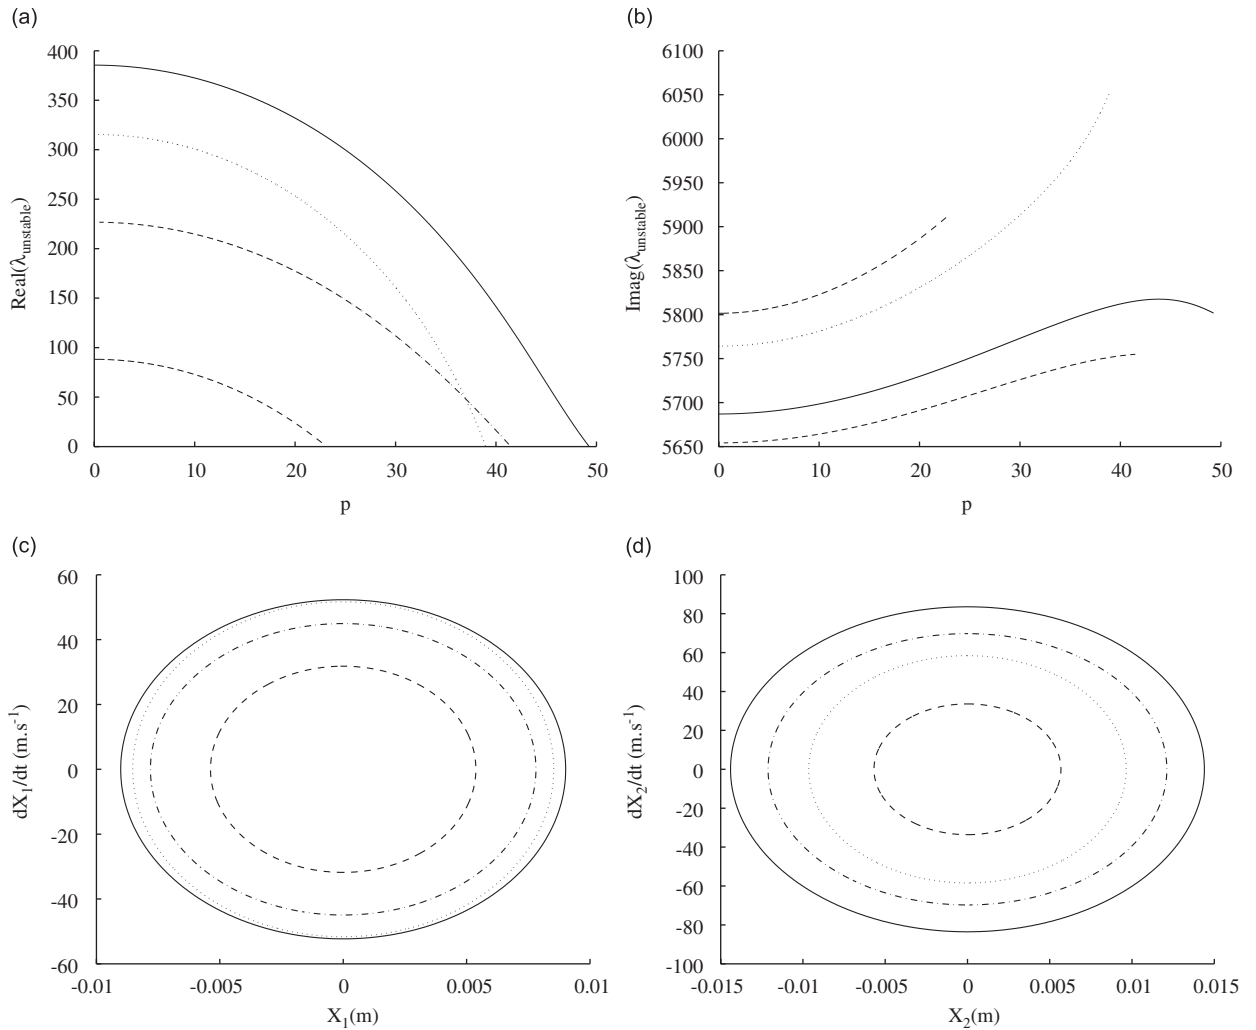 (a)
400
350
300
250
200
150
100
50
0
0 10 20 30 40 50
p
Real(λunstable)
(b)
6100
6050
6000
5950
5900
5850
5800
5750
5700
5650
0 10 20 30 40 50
p
Imag(λunstable)
(c)
60
40
20
0
-20
-40
-60
-0.01 -0.005 0 0.005 0.01
X1(m)
dX1/dt (m.s-1)
(d)
100
80
60
40
20
0
-20
-40
-60
-80
-100
-0.015 -0.01 -0.005 0 0.005 0.01 0.015
X2(m)
dX2/dt (m.s-1)